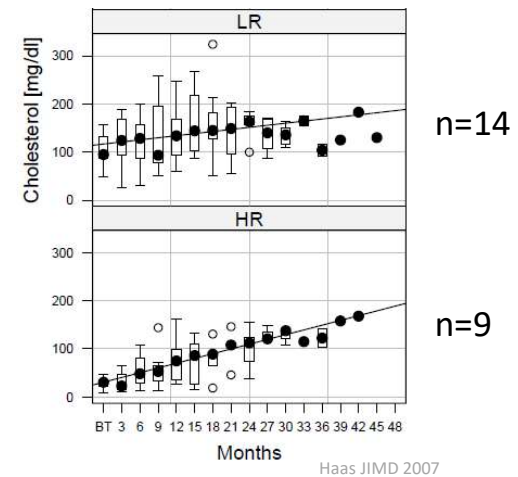 LR
Cholesterol [mg/dl]
300
200
100
0
n=14
HR
300
200
100
0
n=9
BT 3 6 9 12 15 18 21 24 27 30 33 36 39 42 45 48
Months
Haas JIMD 2007